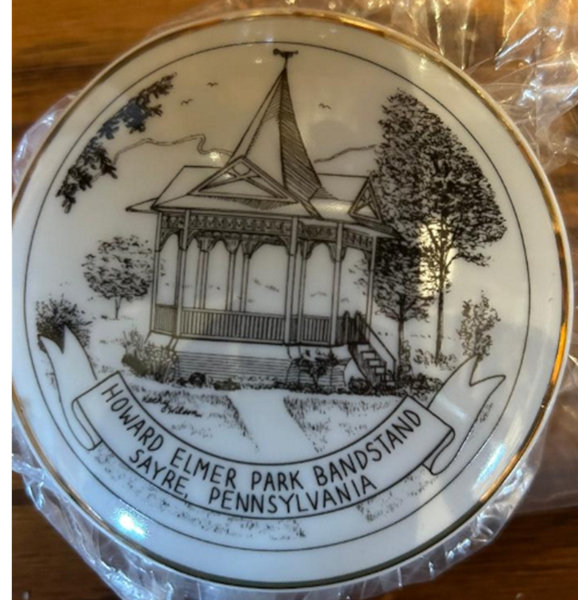 HOWARD ELMER PARK BANDSTAND
SAYRE, PENNSYLVANIA